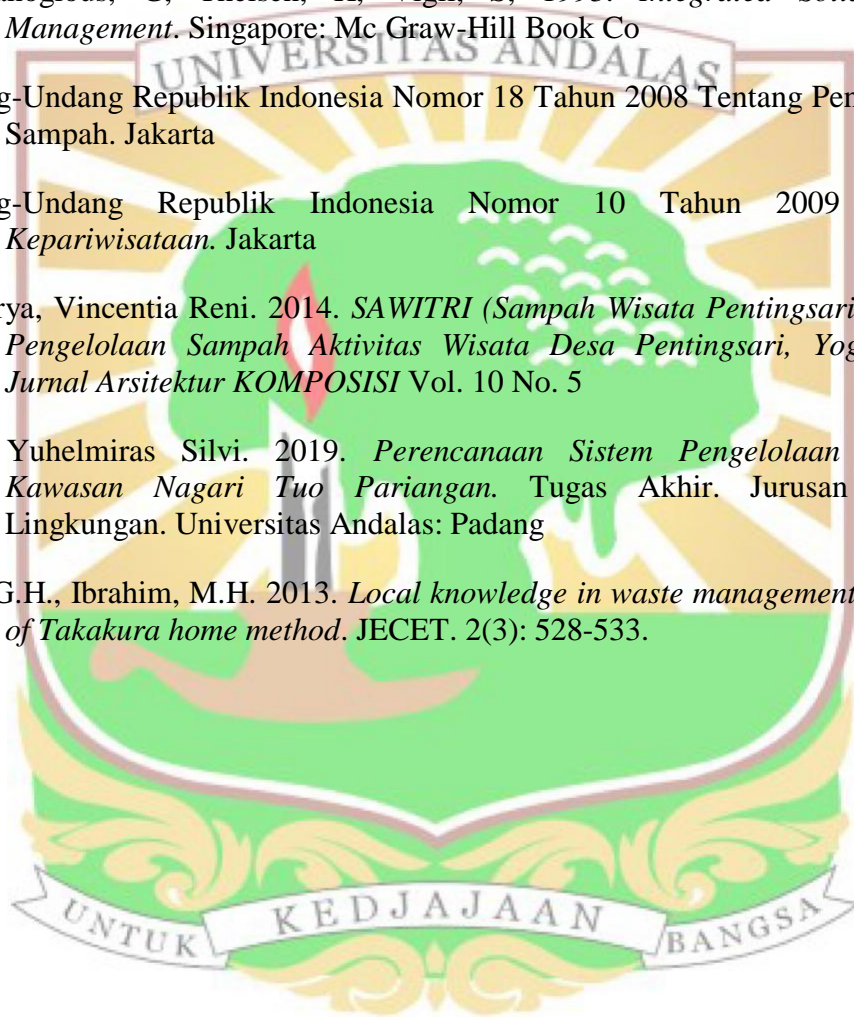 Management. Singapore: Mc Graw-Hill Book Co
UNIVERSITAS ANDALAS
g-Undang Republik Indonesia Nomor 18 Tahun 2008 Tentang Pen
Sampah. Jakarta
g-Undang Republik Indonesia Nomor 10 Tahun 2009
Kepariwisataan. Jakarta
rya, Vincentia Reni. 2014. SAWITRI (Sampah Wisata Pentingsari
Pengelolaan Sampah Aktivitas Wisata Desa Pentingsari, Yog
Jurnal Arsitektur KOMPOSISI Vol. 10 No. 5
Yuhelmiras Silvi. 2019. Perencanaan Sistem Pengelolaan
Kawasan Nagari Tuo Pariangan. Tugas Akhir. Jurusan
Lingkungan. Universitas Andalas: Padang
G.H., Ibrahim, M.H. 2013. Local knowledge in waste management
of Takakura home method. JECET. 2(3): 528-533.
UNTUK KEDJAJAAN BANGSA